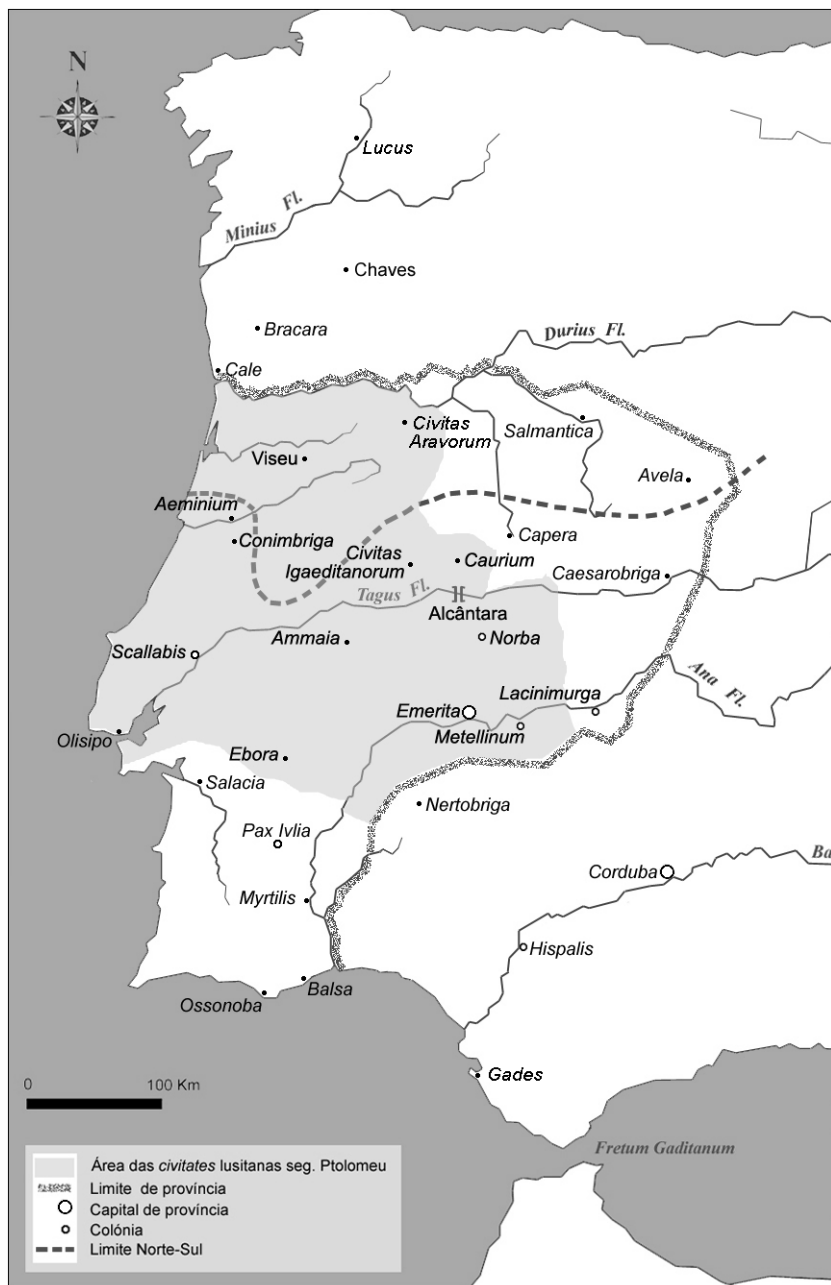 N
Lucus
Minius Fl.
Chaves
Bracara
Durius Fl.
Cale
Civitas
Aravorum
Salmantica
Viseu
Avela
Aeminium
Conimbriga
Civitas
Igaeditanorum
Capera
Caurium
Caesarobriga
Tagus Fl.
Alcântara
Ammaia
Norba
Scallabis
Ana Fl.
Lacinimurga
Emerita
Metellinum
Olisipo
Ebora
Salacia
Nertobriga
Pax Ivlia
Ba
Corduba
Myrtilis
Hispalis
Balsa
Ossonoba
Gades
0 100 Km
Fretum Gaditanum
Área das civitates lusitanas seg. Ptolomeu
Limite de província
Capital de província
Colónia
Limite Norte-Sul